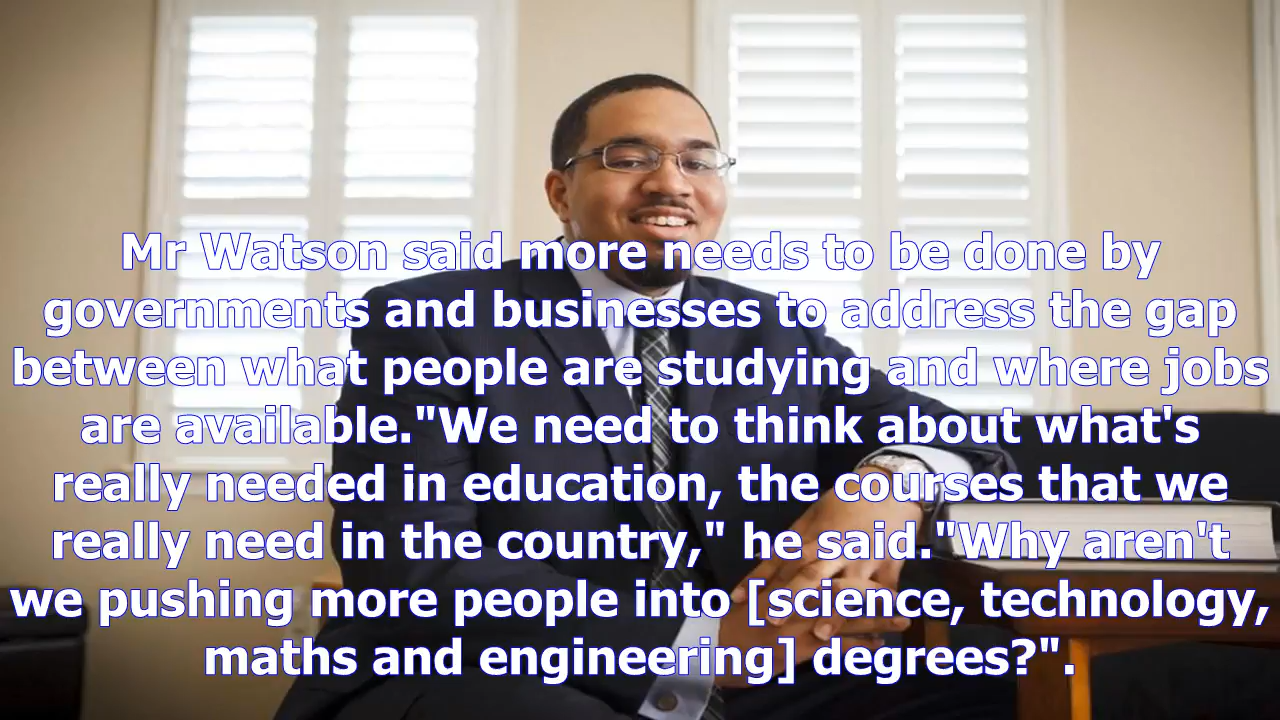 Mr Watson said more needs to be done by
governments and businesses to address the gap
between what people are studying and where jobs
are available."We need to think about what's
really needed in education, the courses that we
really need in the country," he said."Why aren't
we pushing more people into [science, technology,
maths and engineering] degrees?".